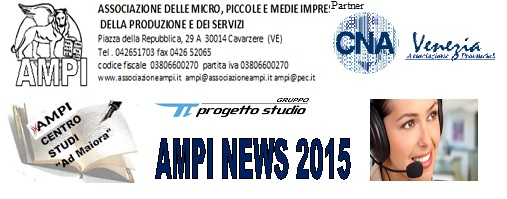 ASSOCIAZIONE DELLE MICRO, PICCOLE E MEDIE IMPRES
Partner
DELLA PRODUZIONE E DEI SERVIZI
Piazza della Repubblica, 29 A 30014 Cavarzere (VE)
Tel . 042651703 fax 0426 52065
codice fiscale 03806600270 partita iva 03806600270
www.associazioneampi.it ampi@associazioneampi.it ampi@pec.it
AMPI
CNA
Venezia
Associazione Provinciale
AMPI
CENTRO
STUDI
"Ad Maiora"
GRUPPO
progetto studio
AMPI NEWS 2015